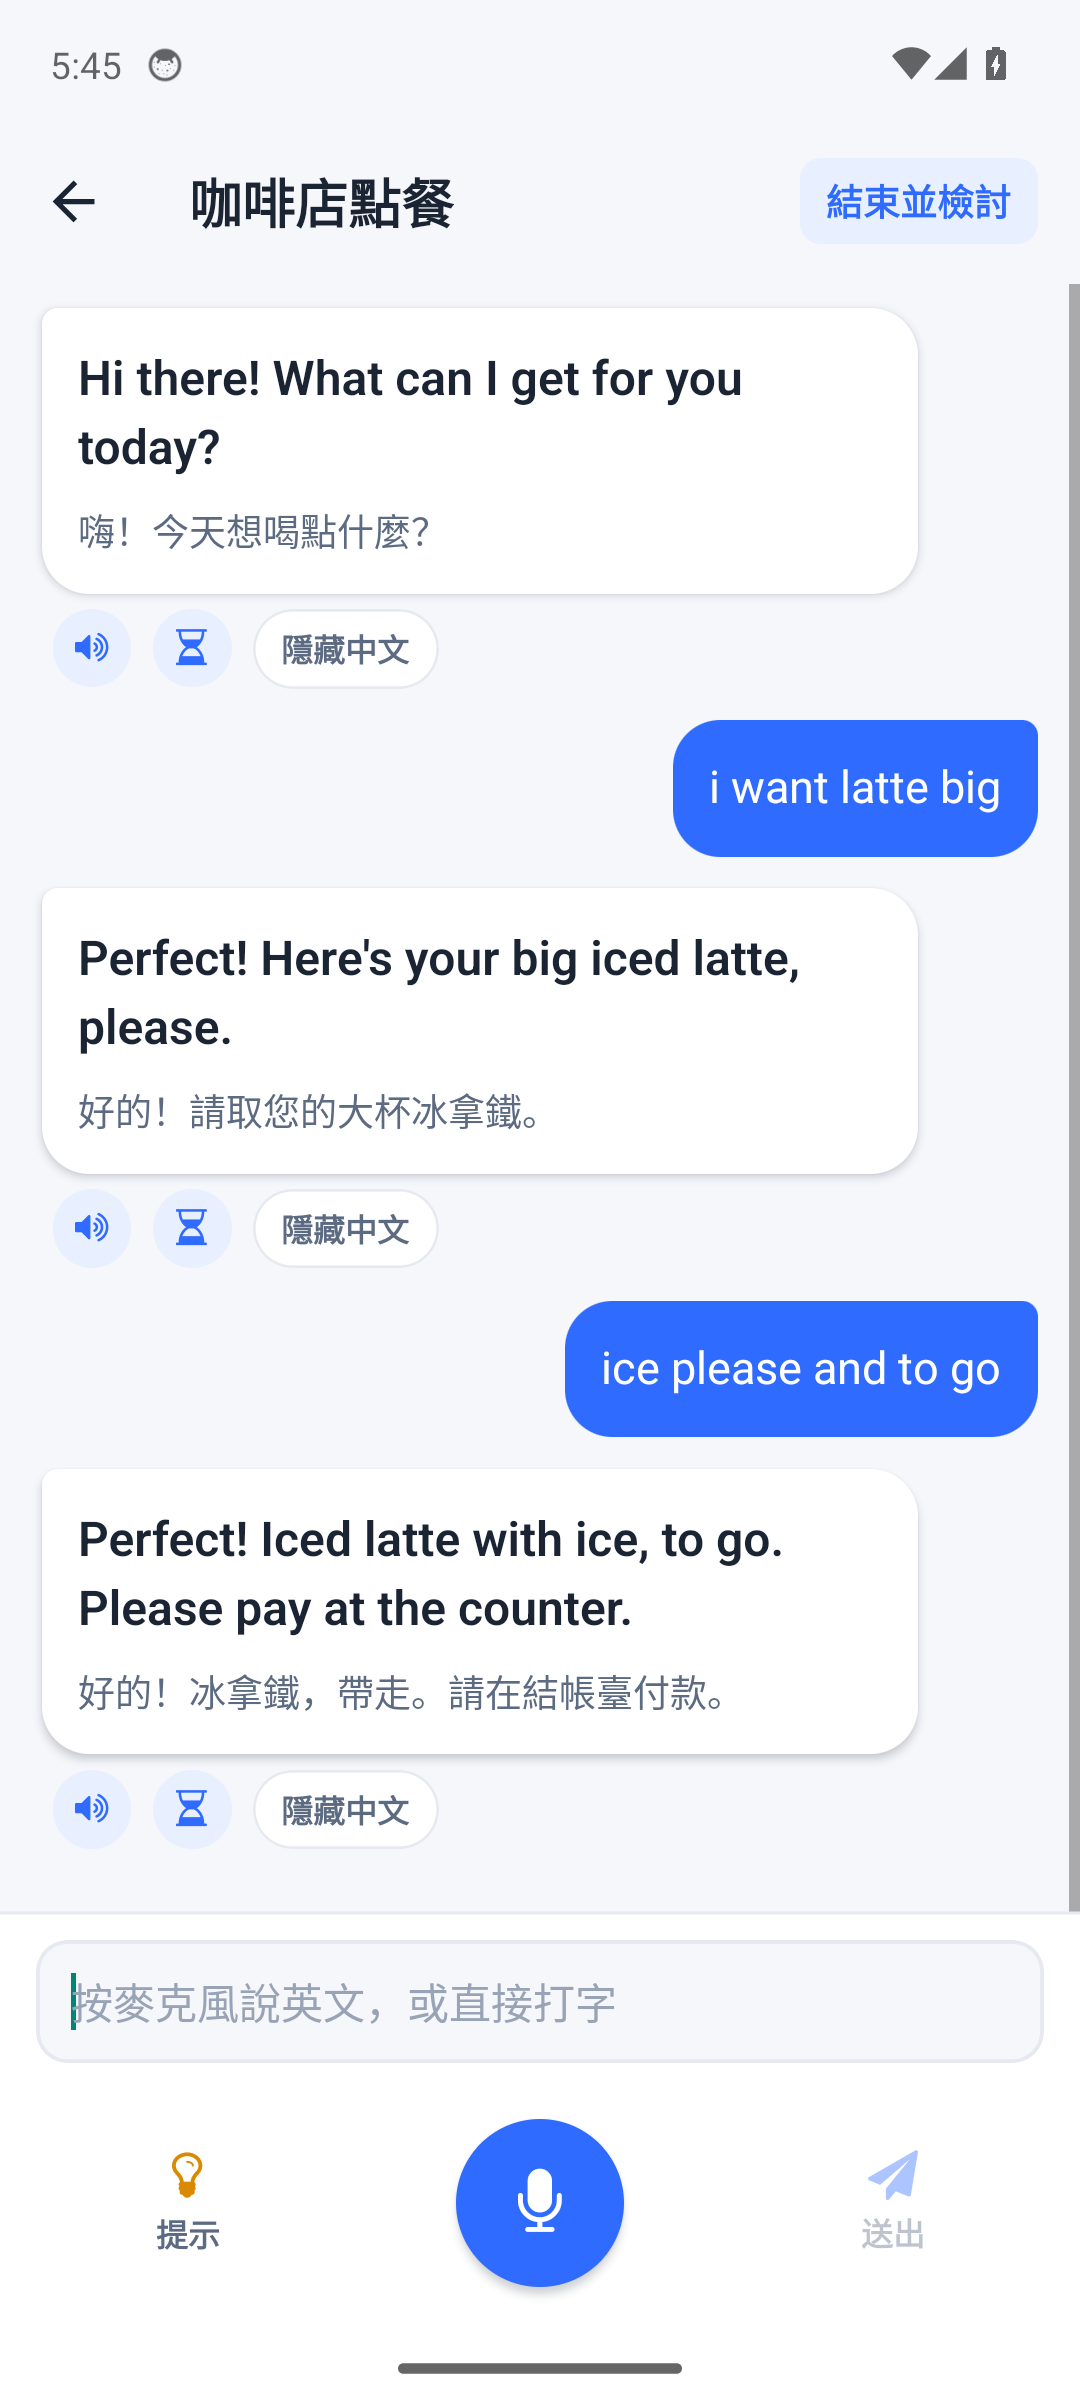 5:45
咖啡店點餐
結束並檢討
Hi there! What can I get for you
today?
嗨！今天想喝點什麼？
隱藏中文
i want latte big
Perfect! Here's your big iced latte,
please.
好的！請取您的大杯冰拿鐵。
隱藏中文
ice please and to go
Perfect! Iced latte with ice, to go.
Please pay at the counter.
好的！冰拿鐵，帶走。請在結帳臺付款。
隱藏中文
按麥克風說英文，或直接打字
提示
送出